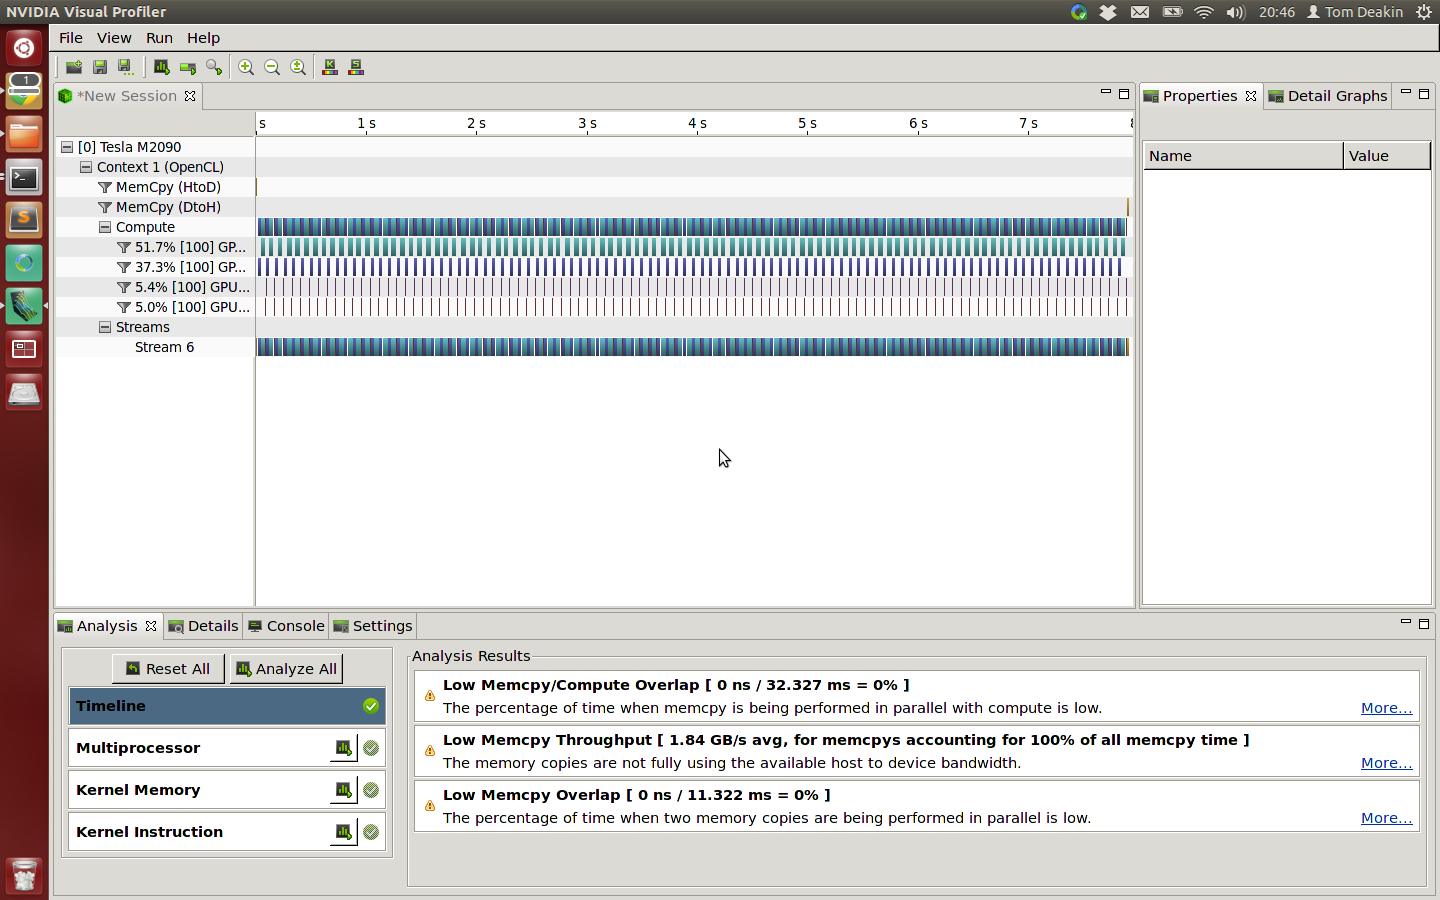 NVIDIA Visual Profiler
20:46 Tom Deakin
File View Run Help
1
*New Session
Properties
Detail Graphs
s 1 s 2 s 3 s 4 s 5 s 6 s 7 s
Name Value
[0] Tesla M2090
Context 1 (OpenCL)
MemCpy (HtoD)
MemCpy (DtoH)
Compute
51.7% [100] GP...
37.3% [100] GP...
5.4% [100] GPU...
5.0% [100] GPU...
Streams
Stream 6
Analysis
Details
Console
Settings
Reset All
Analyze All
Timeline
Multiprocessor
Kernel Memory
Kernel Instruction
Analysis Results
Low Memcpy/Compute Overlap [ 0 ns / 32.327 ms = 0% ]
The percentage of time when memcpy is being performed in parallel with compute is low.
More...
Low Memcpy Throughput [ 1.84 GB/s avg, for memcpys accounting for 100% of all memcpy time ]
The memory copies are not fully using the available host to device bandwidth.
More...
Low Memcpy Overlap [ 0 ns / 11.322 ms = 0% ]
The percentage of time when two memory copies are being performed in parallel is low.
More...